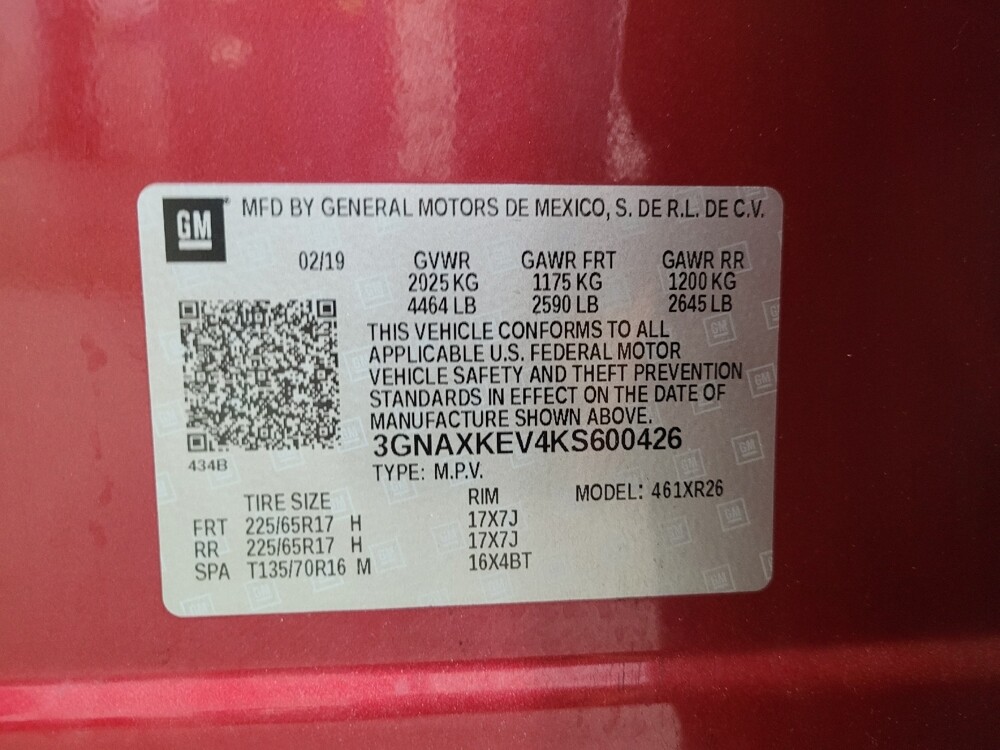 GM MFD BY GENERAL MOTORS DE MEXICO, S. DE R.L. DE C.V.
02/19 GVWR GAWR FRT GAWR RR
2025 KG 1175 KG 1200 KG
4464 LB 2590 LB 2645 LB
THIS VEHICLE CONFORMS TO ALL
APPLICABLE U.S. FEDERAL MOTOR
VEHICLE SAFETY AND THEFT PREVENTION
STANDARDS IN EFFECT ON THE DATE OF
MANUFACTURE SHOWN ABOVE.
3GNAXKEV4KS600426
434B
TYPE: M.P.V.
TIRE SIZE RIM MODEL: 461XR26
FRT 225/65R17 H 17X7J
RR 225/65R17 H 17X7J
SPA T135/70R16 M 16X4BT